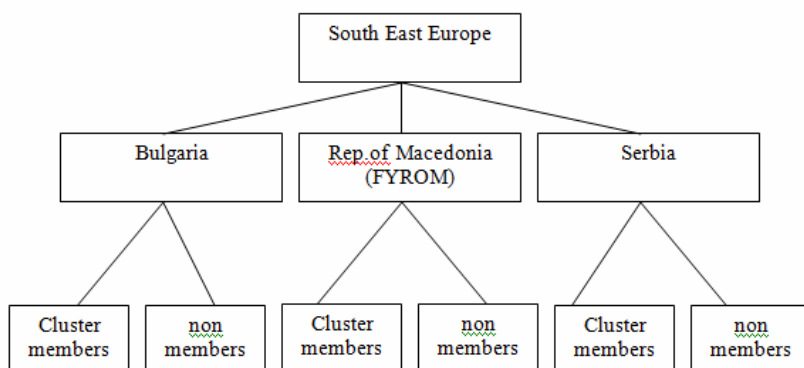 South East Europe
Bulgaria
Rep.of Macedonia
(FYROM)
Serbia
Cluster
members
non
members
Cluster
members
non
members
Cluster
members
non
members